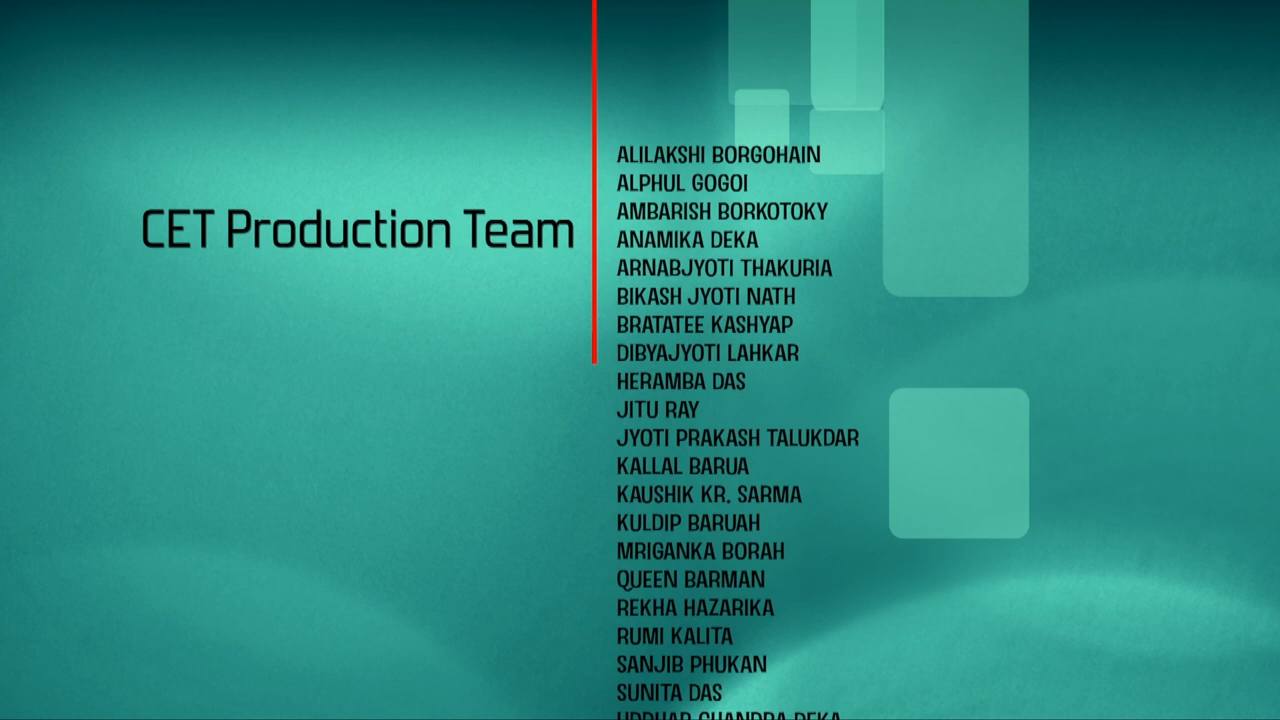 CET Production Team
ALILAKSHI BORGOHAIN
ALPHUL GOGOI
AMBARISH BORKOTOKY
ANAMIKA DEKA
ARNABJYOTI THAKURIA
BIKASH JYOTI NATH
BRATATEE KASHYAP
DIBYAJYOTI LAHKAR
HERAMBA DAS
JITU RAY
JYOTI PRAKASH TALUKDAR
KALLAL BARUA
KAUSHIK KR. SARMA
KULDIP BARUAH
MRIGANKA BORAH
QUEEN BARMAN
REKHA HAZARIKA
RUMI KALITA
SANJIB PHUKAN
SUNITA DAS
CHANDRA DEKA